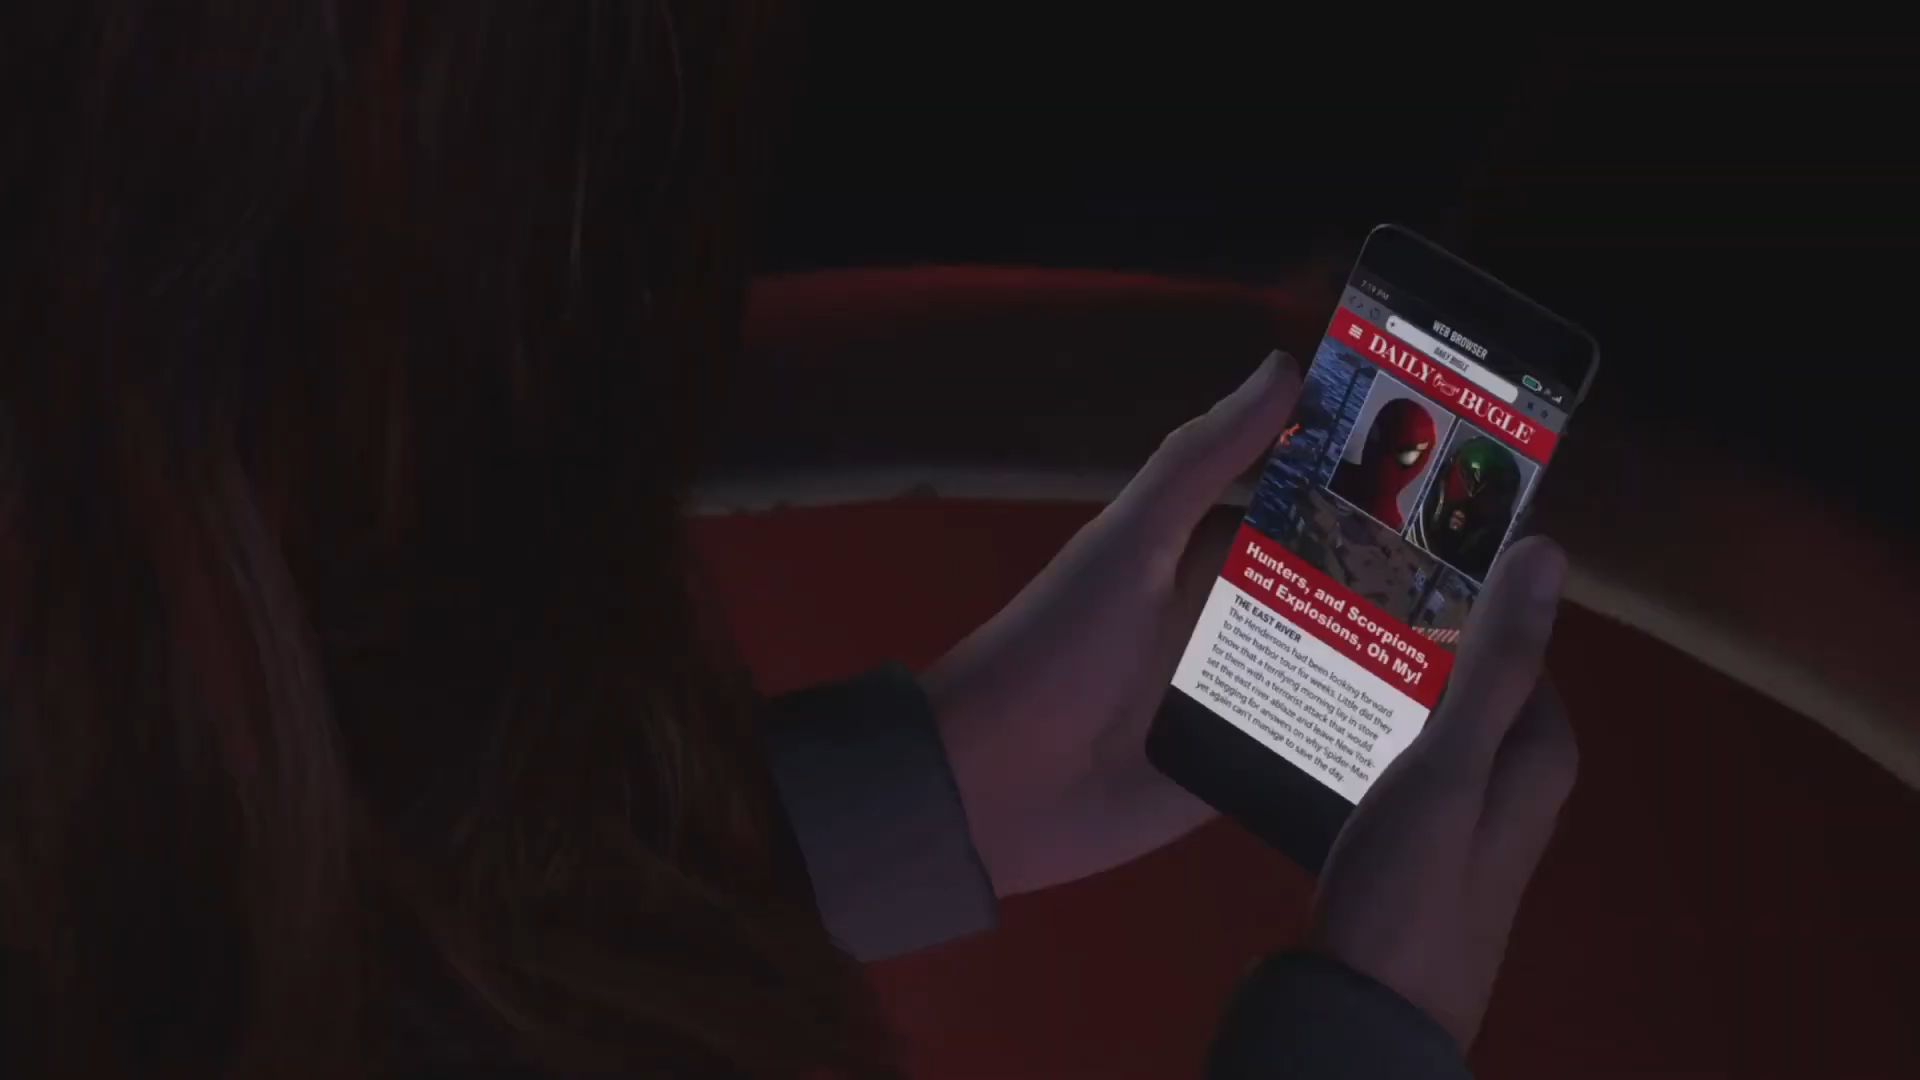 7:19 PM
WEB BROWSER
DAILY BUGLE
DAILY BUGLE
Hunters, and Scorpions,
and Explosions, Oh My!
THE EAST RIVER
The Hendersons had been looking forward
to their harbor tour for weeks. Little did they
know that a terrifying morning lay in store
for them with a terrorist attack that would
set the east river ablaze and leave New York-
ers begging for answers on why Spider-Man
yet again can't manage to save the day.